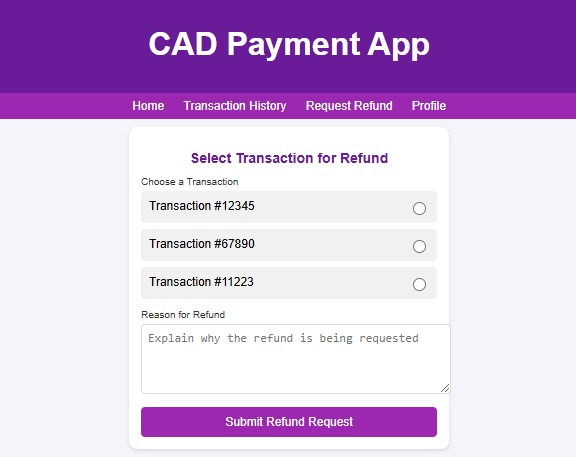 CAD Payment App
Home Transaction History Request Refund Profile
Select Transaction for Refund
Choose a Transaction
Transaction #12345
Transaction #67890
Transaction #11223
Reason for Refund
Explain why the refund is being requested
Submit Refund Request